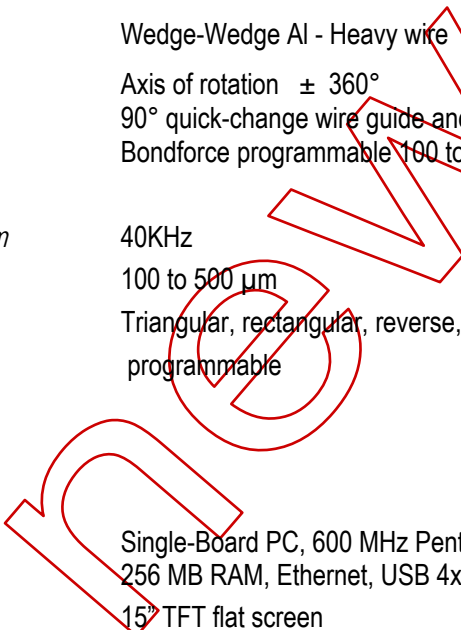 Wedge-Wedge Al - Heavy wire
Axis of rotation ± 360°
90° quick-change wire guide and
Bondforce programmable 100 to
40KHz
100 to 500 µm
Triangular, rectangular, reverse,
programmable
Single-Board PC, 600 MHz Pent
256 MB RAM, Ethernet, USB 4x
15” TFT flat screen
new